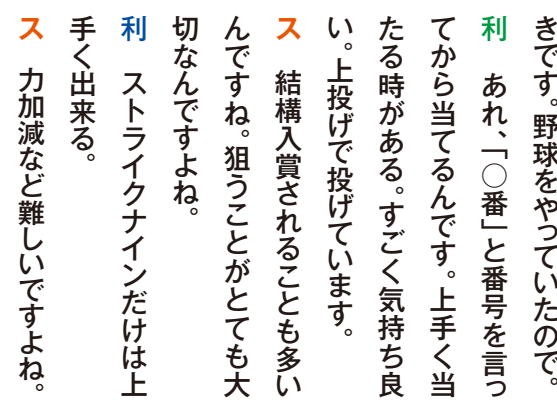 きです。野球をやっていたので。
利　あれ、「○番」と番号を言っ
てから当てるんです。上手く当
たる時がある。すごく気持ち良
い。上投げで投げています。
ス　結構入賞されることも多い
んですね。狙うことがとても大
切なんですよね。
利　ストライクナインだけは上
手く出来る。
ス　力加減など難しいですよね。